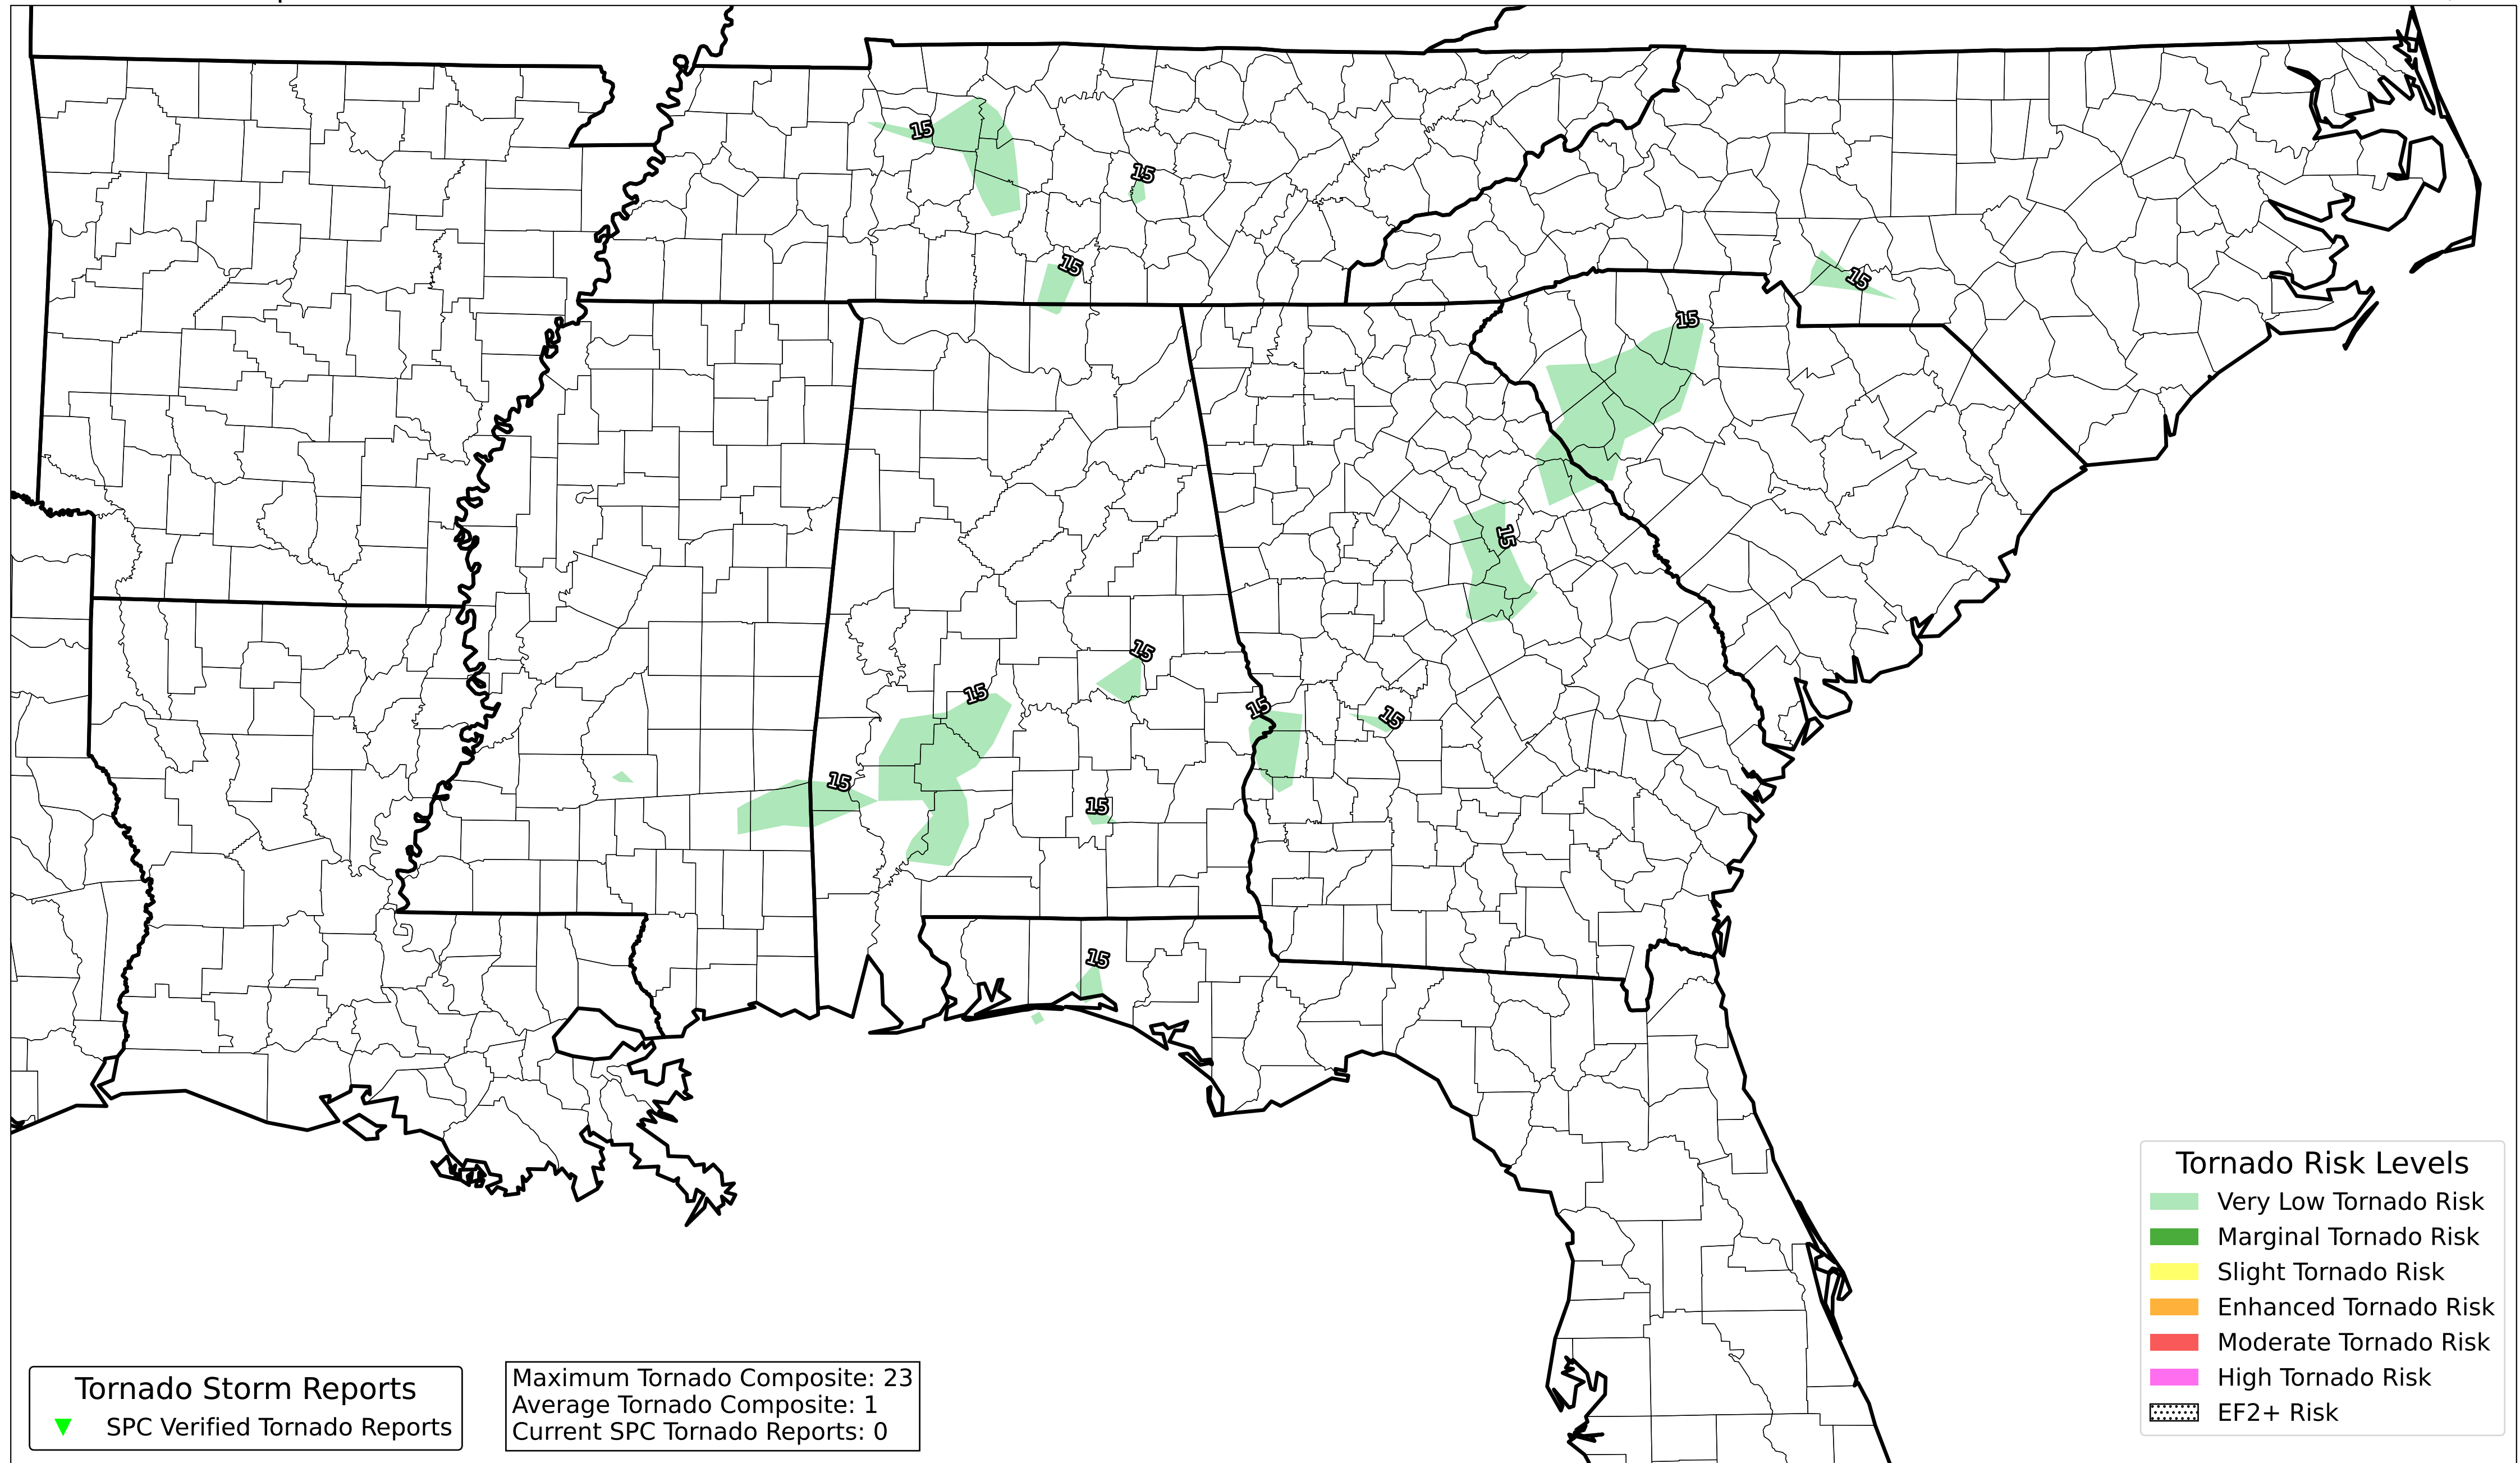 15
15
15
15
15
15
15
15
15
15
15
15
15
Tornado Risk Levels
Very Low Tornado Risk
Marginal Tornado Risk
Slight Tornado Risk
Enhanced Tornado Risk
Moderate Tornado Risk
High Tornado Risk
EF2+ Risk
Tornado Storm Reports
SPC Verified Tornado Reports
Maximum Tornado Composite: 23
Average Tornado Composite: 1
Current SPC Tornado Reports: 0